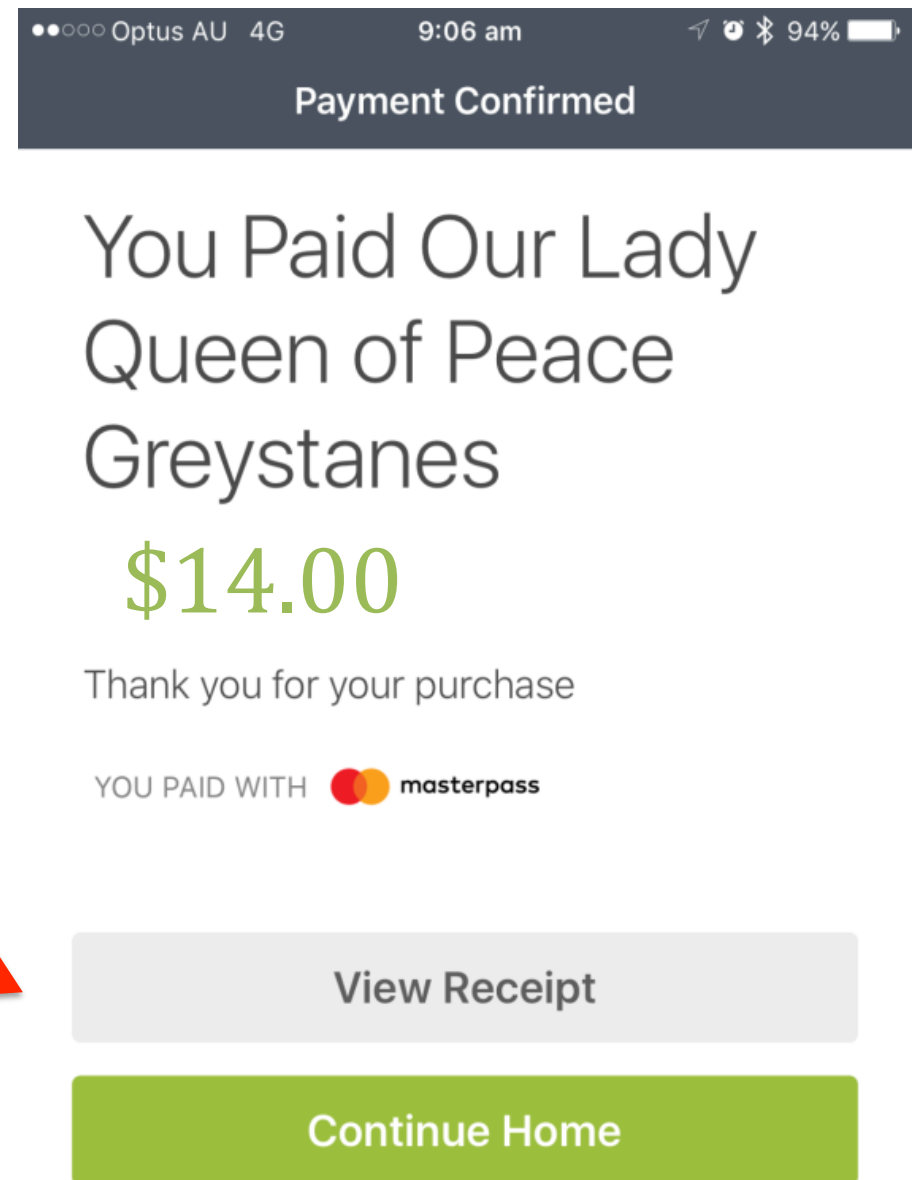 Optus AU 4G 9:06 am 94%
Payment Confirmed
You Paid Our Lady
Queen of Peace
Greystanes
$14.00
Thank you for your purchase
YOU PAID WITH masterpass
View Receipt
Continue Home